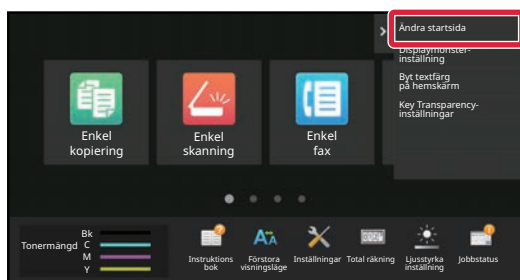 Ändra startsida
Displaymönster-
inställning
Byt textfärg
på hemskärm
Key Transparency-
inställningar
Enkel
kopiering
Enkel
skanning
Enkel
fax
Tonermängd
Bk
C
M
Y
Instruktions
bok
Förstora
visningsläge
Inställningar
Total räkning
Ljusstyrka
inställning
Jobbstatus